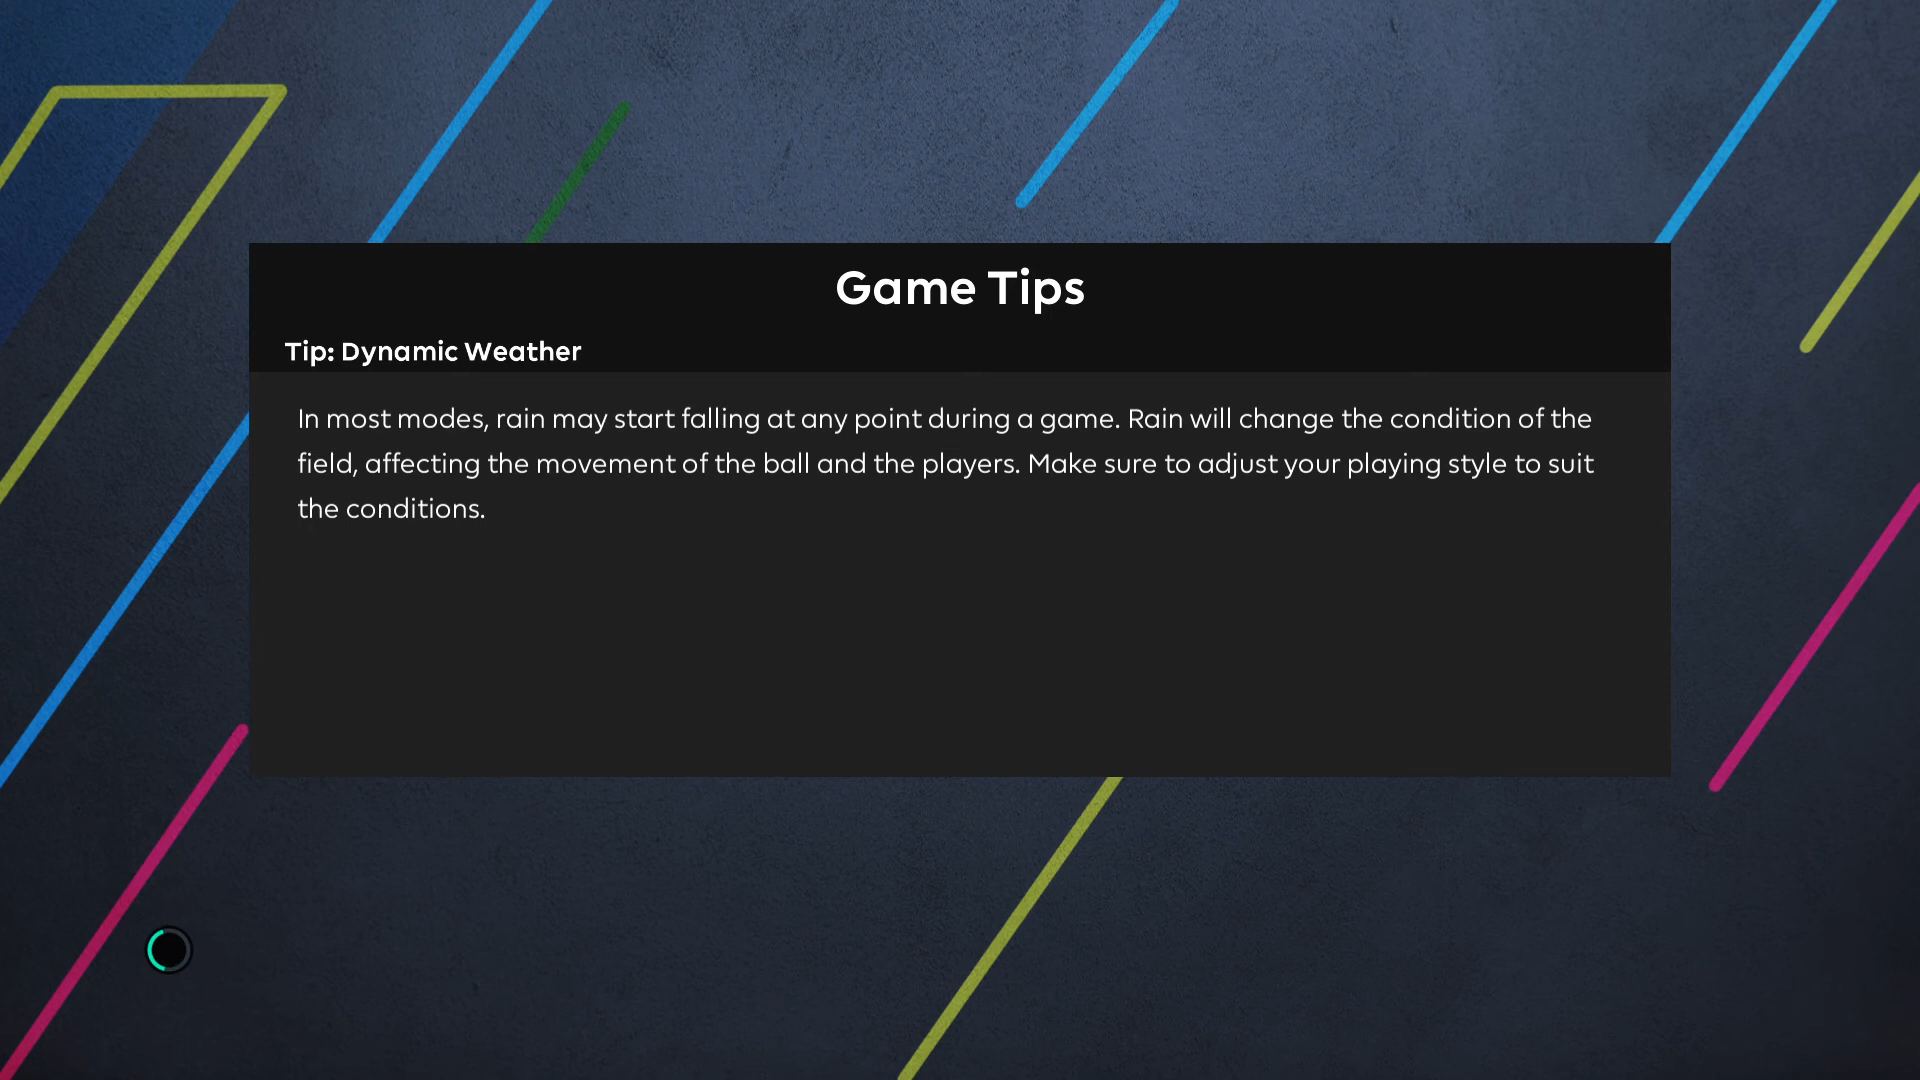 Game Tips
Tip: Dynamic Weather
In most modes, rain may start falling at any point during a game. Rain will change the condition of the
field, affecting the movement of the ball and the players. Make sure to adjust your playing style to suit
the conditions.